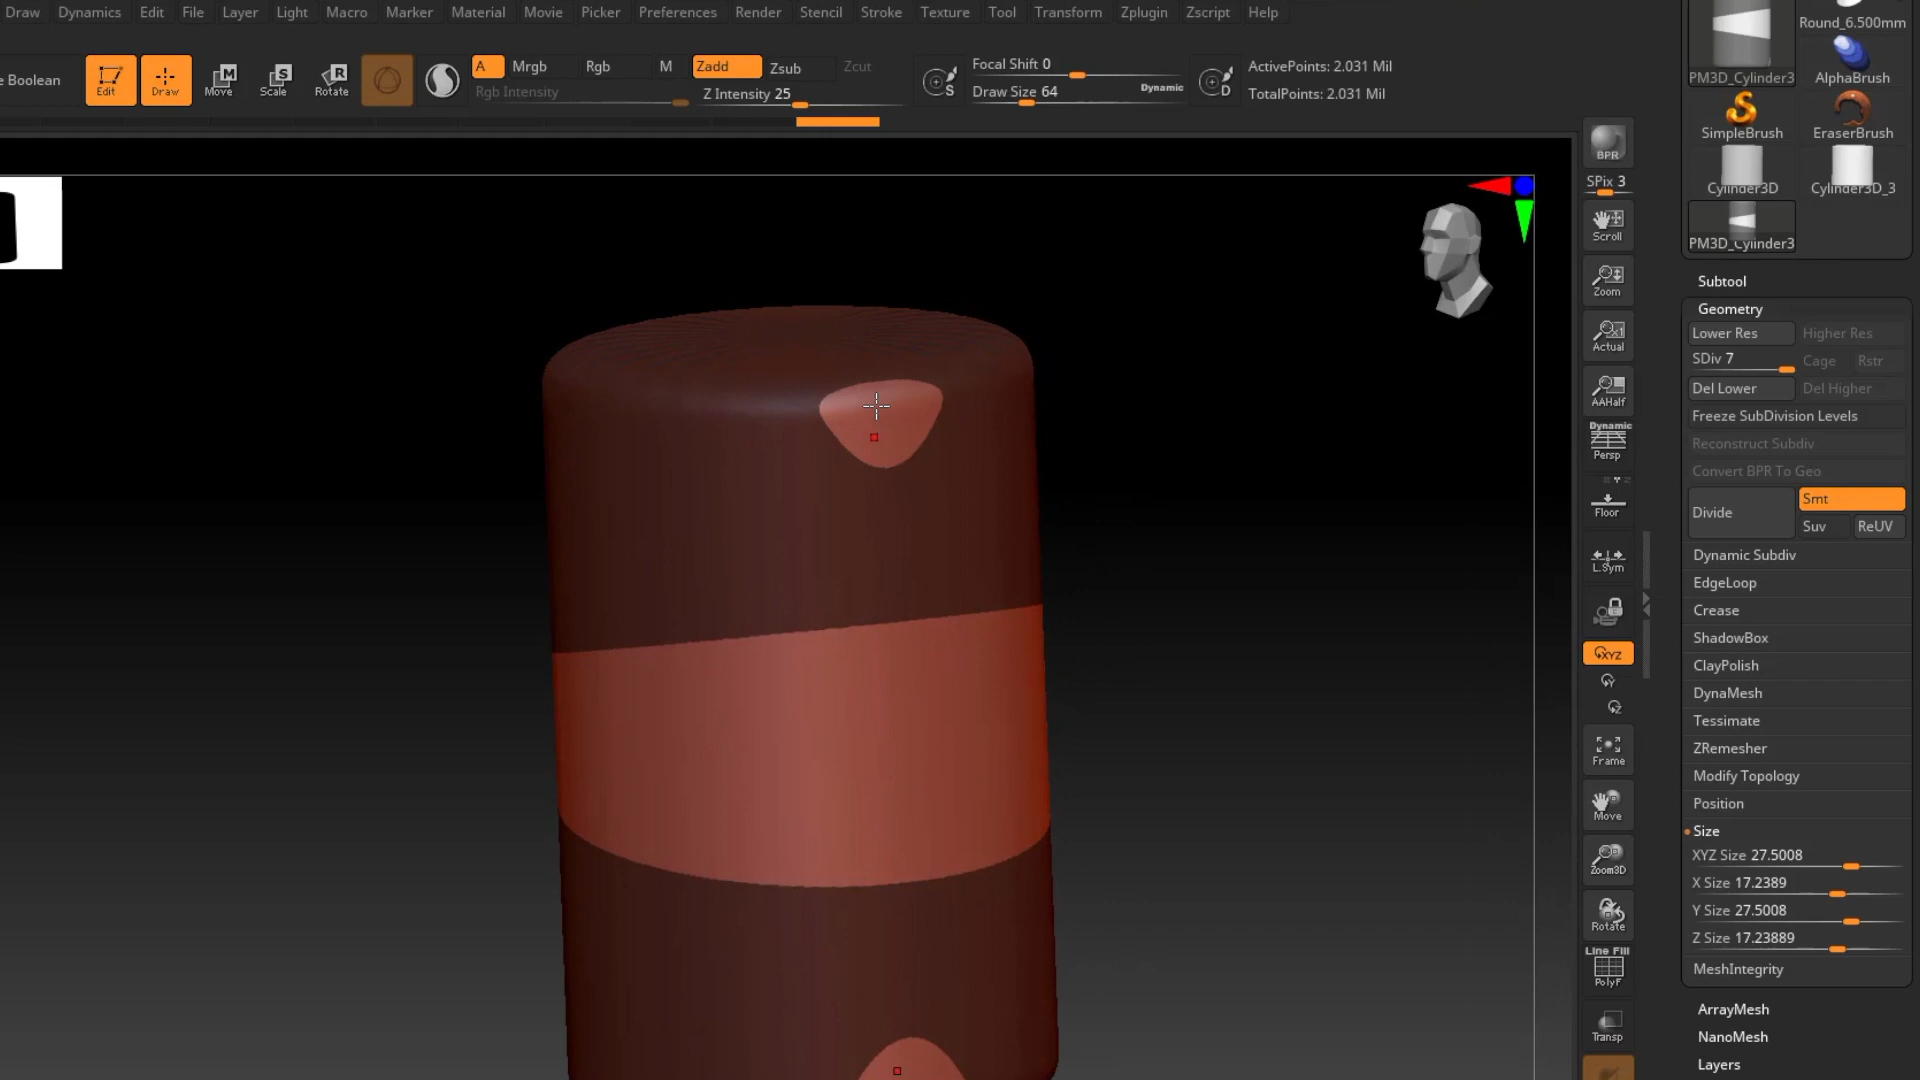 Draw Dynamics Edit File Layer Light Macro Marker Material Movie Picker Preferences Render Stencil Stroke Texture Tool Transform Zplugin Zscript Help
e Boolean
Edit
Draw
M
Move
S
Scale
R
Rotate
A
Mrgb
Rgb
M
Rgb Intensity
Zadd
Zsub
Zcut
Z Intensity 25
S
Focal Shift 0
Draw Size 64
Dynamic
D
ActivePoints: 2.031 Mil
TotalPoints: 2.031 Mil
BPR
SPix 3
Scroll
Zoom
Actual
AAHalf
Dynamic
Persp
Floor
L.Sym
XYZ
Y
Z
Frame
Move
Zoom3D
Rotate
Line Fill
PolyF
Transp
Round_6.500mm
PM3D_Cylinder3
AlphaBrush
SimpleBrush
EraserBrush
Cylinder3D
Cylinder3D_3
PM3D_Cylinder3
Subtool
Geometry
Lower Res
Higher Res
SDiv 7
Cage
Rstr
Del Lower
Del Higher
Freeze SubDivision Levels
Reconstruct Subdiv
Convert BPR To Geo
Divide
Smt
Suv
ReUV
Dynamic Subdiv
EdgeLoop
Crease
ShadowBox
ClayPolish
DynaMesh
Tessimate
ZRemesher
Modify Topology
Position
Size
XYZ Size 27.5008
X Size 17.2389
Y Size 27.5008
Z Size 17.23889
MeshIntegrity
ArrayMesh
NanoMesh
Layers